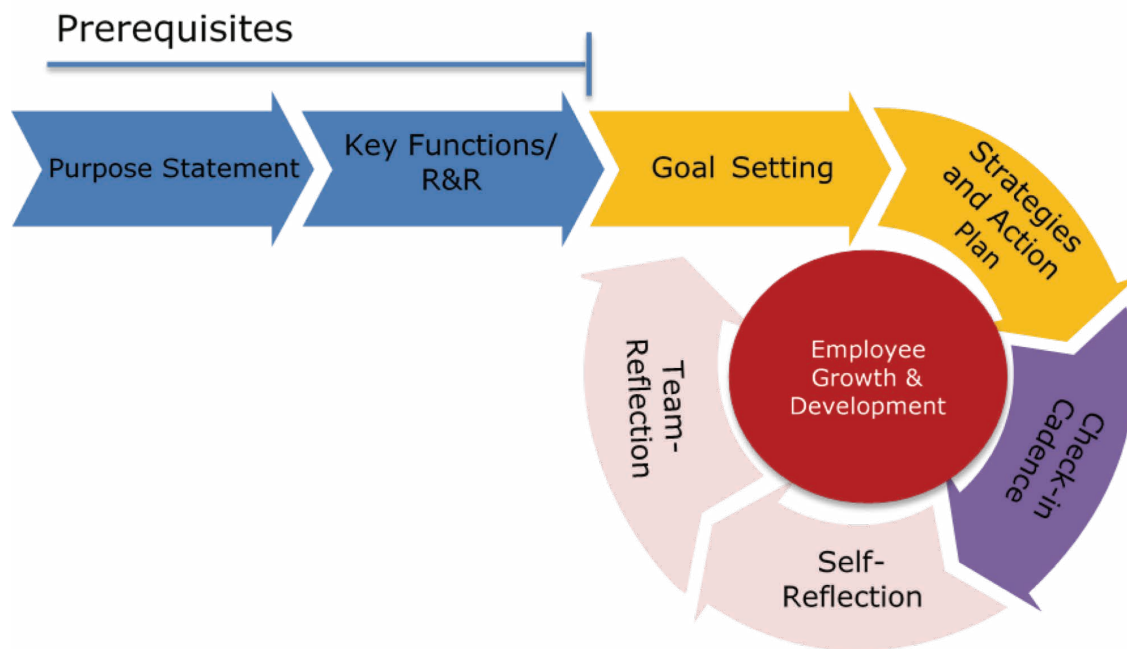 Prerequisites
Purpose Statement
Key Functions/
R&R
Goal Setting
Strategies
and Action
Plan
Check-in
Cadence
Self-
Reflection
Team-
Reflection
Employee
Growth &
Development